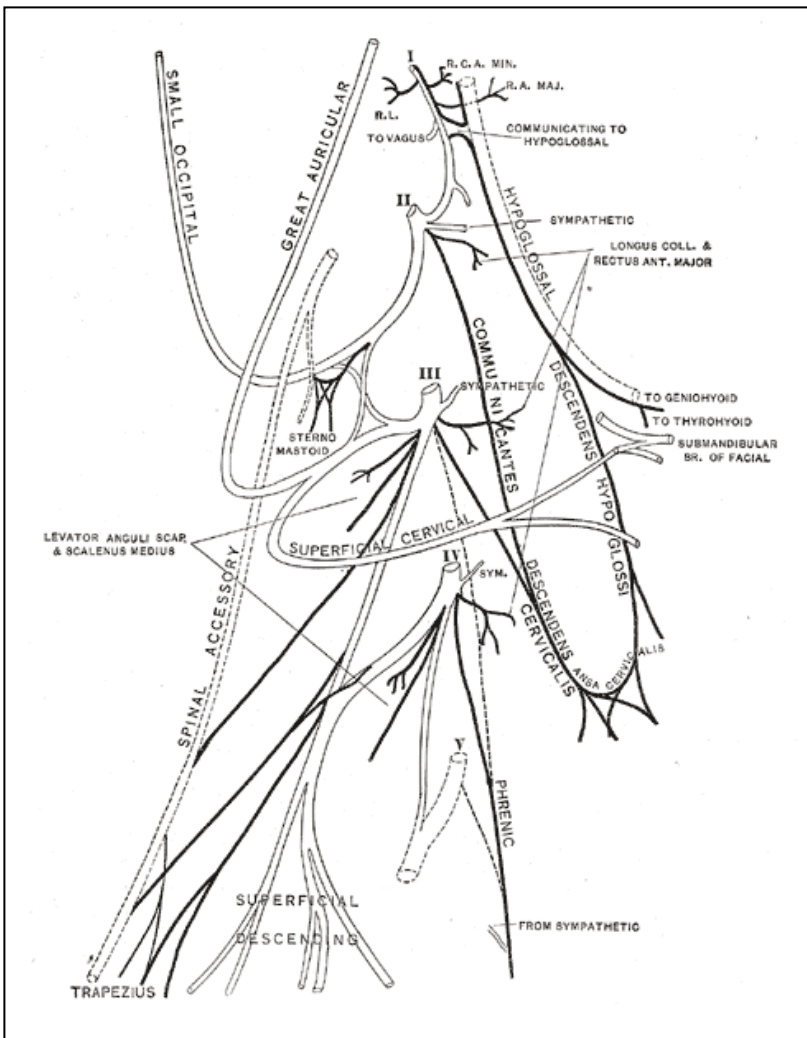 I
R.C.A. MIN.
R.A. MAJ.
R.L.
TO VAGUS
COMMUNICATING TO
HYPOGLOSSAL
SMALL OCCIPITAL
GREAT AURICULAR
II
HYPOGLOSSAL
SYMPATHETIC
LONGUS COLL. &
RECTUS ANT. MAJOR
III
SYMPATHETIC
COMMUNICANTES
DESCENDENS HYPOGLOSSI
TO GENIOHYOID
TO THYROHYOID
SUBMANDIBULAR
BR. OF FACIAL
STERNO
MASTOID
LEVATOR ANGULI SCAP.
& SCALENUS MEDIUS
SUPERFICIAL CERVICAL
IV
SYM.
DESCENDENS
CERVICALIS
ANSA CERVICALIS
SPINAL ACCESSORY
V
PHRENIC
SUPERFICIAL
DESCENDING
FROM SYMPATHETIC
TRAPEZIUS